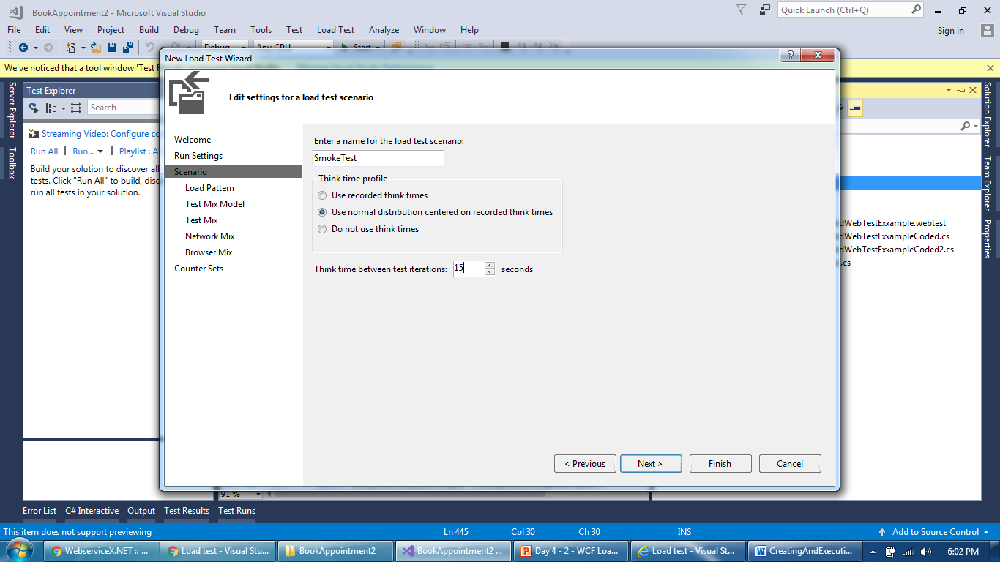 BookAppointment2 - Microsoft Visual Studio
Quick Launch (Ctrl+Q)
File Edit View Project Build Debug Team Tools Test Load Test Analyze Window Help
Sign in
Debug Any CPU Start
New Load Test Wizard
We've noticed that a tool window 'Test
Server Explorer
Toolbox
Test Explorer
Search
Streaming Video: Configure co
Run All | Run... | Playlist : A
Build your solution to discover all
tests. Click "Run All" to build, disc
run all tests in your solution.
Edit settings for a load test scenario
Welcome
Run Settings
Scenario
Load Pattern
Test Mix Model
Test Mix
Network Mix
Browser Mix
Counter Sets
Enter a name for the load test scenario:
SmokeTest
Think time profile
Use recorded think times
Use normal distribution centered on recorded think times
Do not use think times
Think time between test iterations: 15 seconds
< Previous Next > Finish Cancel
Solution Explorer
Team Explorer
Properties
dWebTestExxample.webtest
dWebTestExxampleCoded.cs
dWebTestExxampleCoded2.cs
.cs
91 %
Error List C# Interactive Output Test Results Test Runs
This item does not support previewing Ln 445 Col 30 Ch 30 INS Add to Source Control
WebserviceX.NET :: ... Load test - Visual Stu... BookAppointment2 BookAppointment2 ... Day 4 - 2 - WCF Loa... Load test - Visual St... CreatingAndExecuti... 6:02 PM